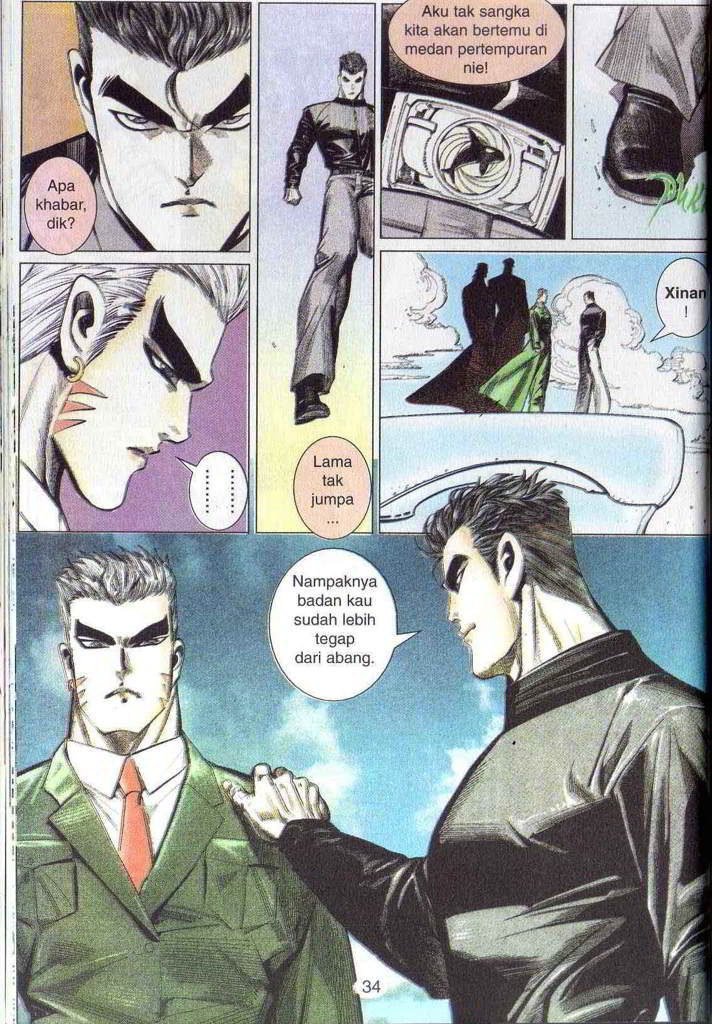 Aku tak sangka
kita akan bertemu di
medan pertempuran
nie!
Apa
khabar,
dik?
Xinan
!
Lama
tak
jumpa
...
......
Nampaknya
badan kau
sudah lebih
tegap
dari abang.
34